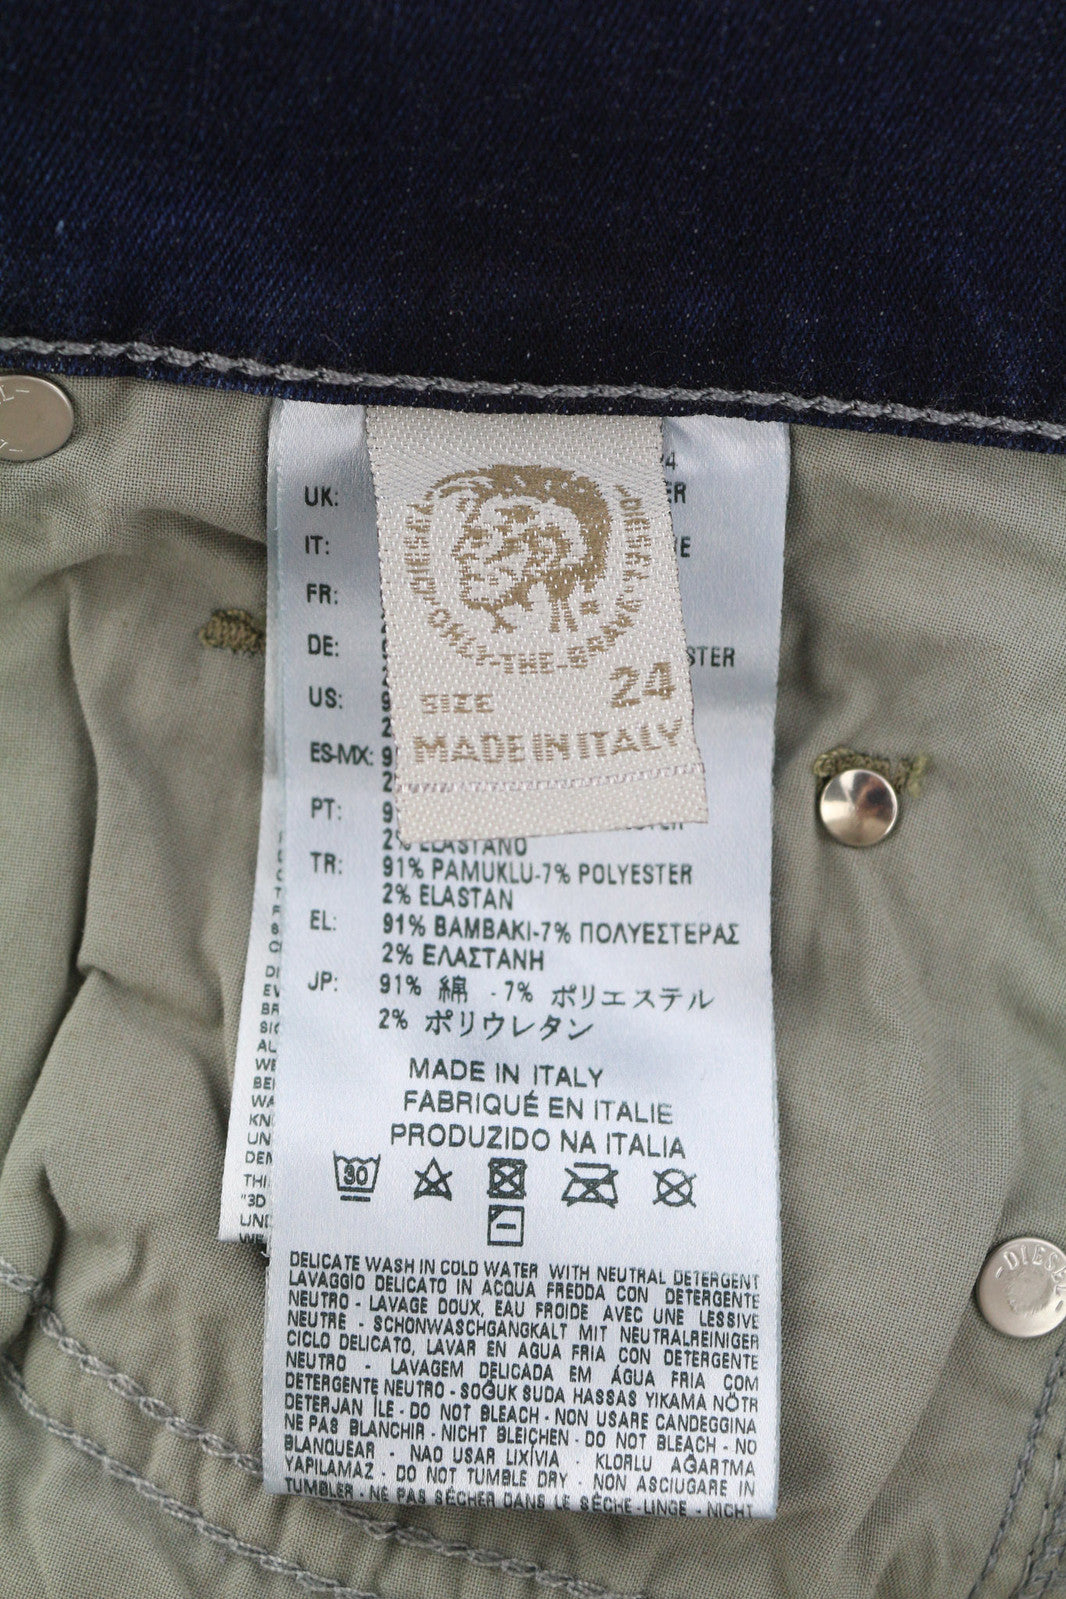 DIESEL-ONLY-THE-BRAVE
SIZE 24
MADE IN ITALY
24
UK:
IT:
FR:
DE:
STER
US:
ES-MX:
PT:
2% ELASTANO
TR: 91% PAMUKLU-7% POLYESTER
2% ELASTAN
EL: 91% ΒΑΜΒΑΚΙ-7% ΠΟΛΥΕΣΤΕΡΑΣ
2% ΕΛΑΣΤΑΝΗ
JP: 91% 綿 -7% ポリエステル
2% ポリウレタン
MADE IN ITALY
FABRIQUÉ EN ITALIE
PRODUZIDO NA ITALIA
30
DELICATE WASH IN COLD WATER WITH NEUTRAL DETERGENT
LAVAGGIO DELICATO IN ACQUA FREDDA CON DETERGENTE
NEUTRO - LAVAGE DOUX, EAU FROIDE AVEC UNE LESSIVE
NEUTRE - SCHONWASCHGANGKALT MIT NEUTRALREINIGER
CICLO DELICATO, LAVAR EN AGUA FRIA CON DETERGENTE
NEUTRO - LAVAGEM DELICADA EM ÁGUA FRIA COM
DETERGENTE NEUTRO - SOĞUK SUDA HASSAS YIKAMA NÖTR
DETERJAN İLE - DO NOT BLEACH - NON USARE CANDEGGINA
NE PAS BLANCHIR - NICHT BLEICHEN - DO NOT BLEACH - NO
BLANQUEAR - NAO USAR LIXÍVIA - KLORLU AĞARTMA
YAPILAMAZ - DO NOT TUMBLE DRY - NON ASCIUGARE IN
TUMBLER - NE PAS SÉCHER DANS LE SÈCHE-LINGE - NICHT
DIESEL